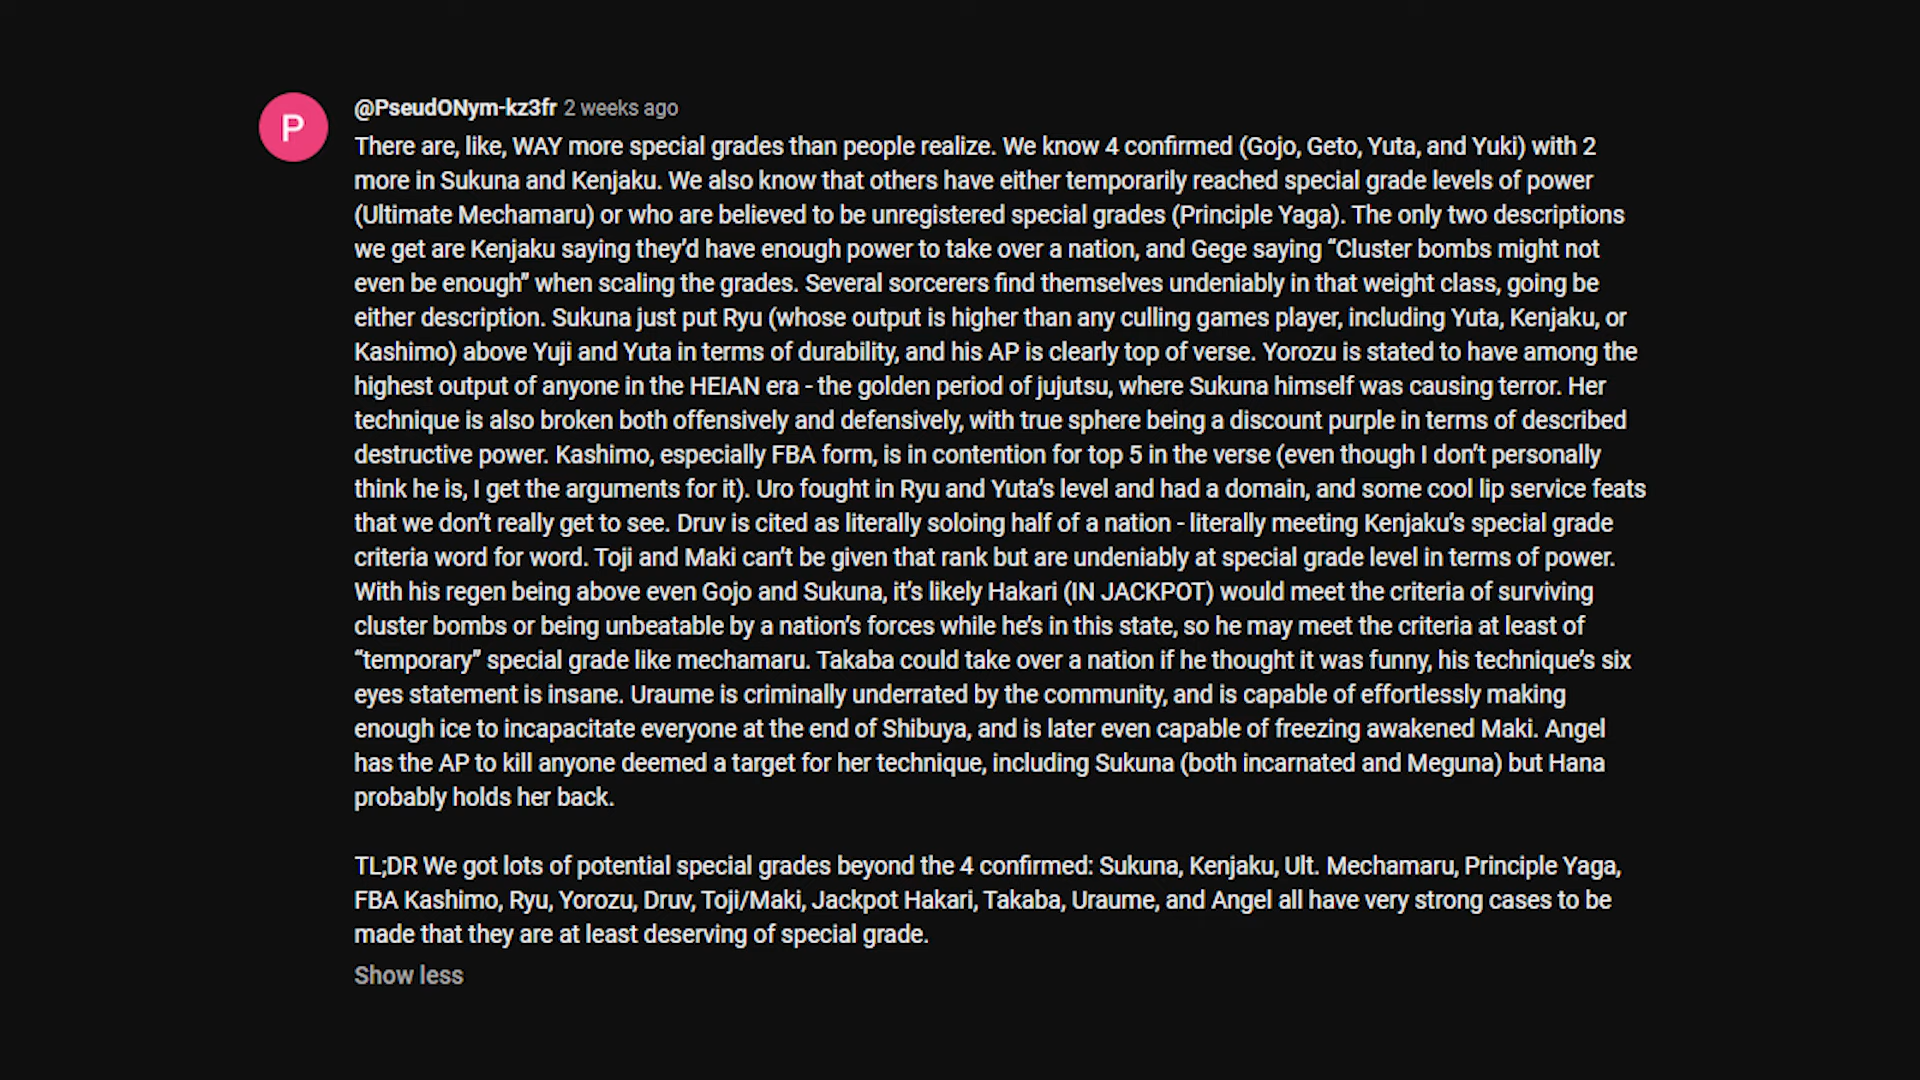 P
@PseudONym-kz3fr 2 weeks ago
There are, like, WAY more special grades than people realize. We know 4 confirmed (Gojo, Geto, Yuta, and Yuki) with 2
more in Sukuna and Kenjaku. We also know that others have either temporarily reached special grade levels of power
(Ultimate Mechamaru) or who are believed to be unregistered special grades (Principle Yaga). The only two descriptions
we get are Kenjaku saying they’d have enough power to take over a nation, and Gege saying “Cluster bombs might not
even be enough” when scaling the grades. Several sorcerers find themselves undeniably in that weight class, going be
either description. Sukuna just put Ryu (whose output is higher than any culling games player, including Yuta, Kenjaku, or
Kashimo) above Yuji and Yuta in terms of durability, and his AP is clearly top of verse. Yorozu is stated to have among the
highest output of anyone in the HEIAN era - the golden period of jujutsu, where Sukuna himself was causing terror. Her
technique is also broken both offensively and defensively, with true sphere being a discount purple in terms of described
destructive power. Kashimo, especially FBA form, is in contention for top 5 in the verse (even though I don’t personally
think he is, I get the arguments for it). Uro fought in Ryu and Yuta’s level and had a domain, and some cool lip service feats
that we don’t really get to see. Druv is cited as literally soloing half of a nation - literally meeting Kenjaku’s special grade
criteria word for word. Toji and Maki can’t be given that rank but are undeniably at special grade level in terms of power.
With his regen being above even Gojo and Sukuna, it’s likely Hakari (IN JACKPOT) would meet the criteria of surviving
cluster bombs or being unbeatable by a nation’s forces while he’s in this state, so he may meet the criteria at least of
“temporary” special grade like mechamaru. Takaba could take over a nation if he thought it was funny, his technique’s six
eyes statement is insane. Uraume is criminally underrated by the community, and is capable of effortlessly making
enough ice to incapacitate everyone at the end of Shibuya, and is later even capable of freezing awakened Maki. Angel
has the AP to kill anyone deemed a target for her technique, including Sukuna (both incarnated and Meguna) but Hana
probably holds her back.
TL;DR We got lots of potential special grades beyond the 4 confirmed: Sukuna, Kenjaku, Ult. Mechamaru, Principle Yaga,
FBA Kashimo, Ryu, Yorozu, Druv, Toji/Maki, Jackpot Hakari, Takaba, Uraume, and Angel all have very strong cases to be
made that they are at least deserving of special grade.
Show less